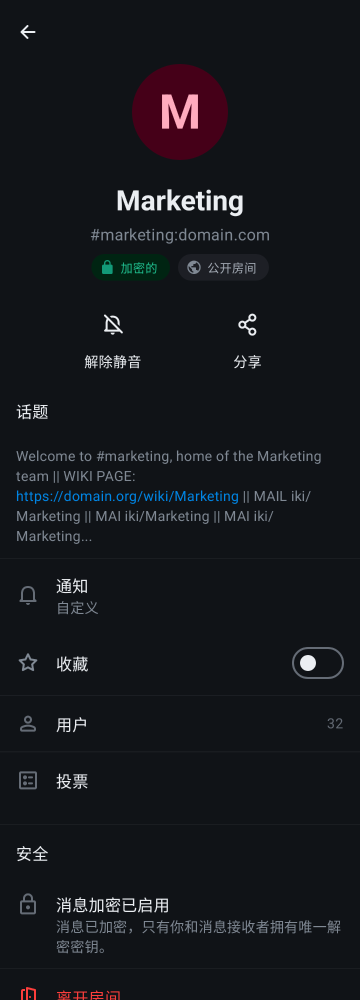 M
Marketing
#marketing:domain.com
加密的
公开房间
解除静音
分享
话题
Welcome to #marketing, home of the Marketing
team || WIKI PAGE:
https://domain.org/wiki/Marketing || MAIL iki/
Marketing || MAI iki/Marketing || MAI iki/
Marketing...
通知
自定义
收藏
用户
32
投票
安全
消息加密已启用
消息已加密，只有你和消息接收者拥有唯一解
密密钥。
离开房间